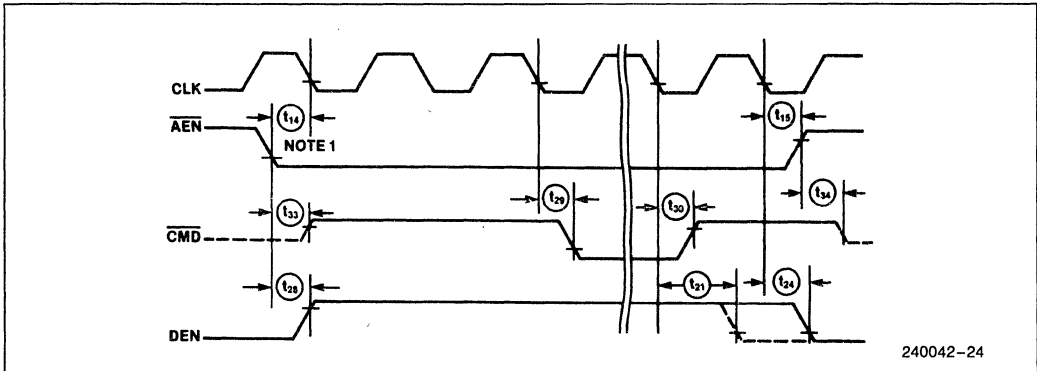 CLK
t14
t15
AEN
NOTE 1
t33
t29
t30
t34
CMD
t28
t21
t24
DEN
240042-24